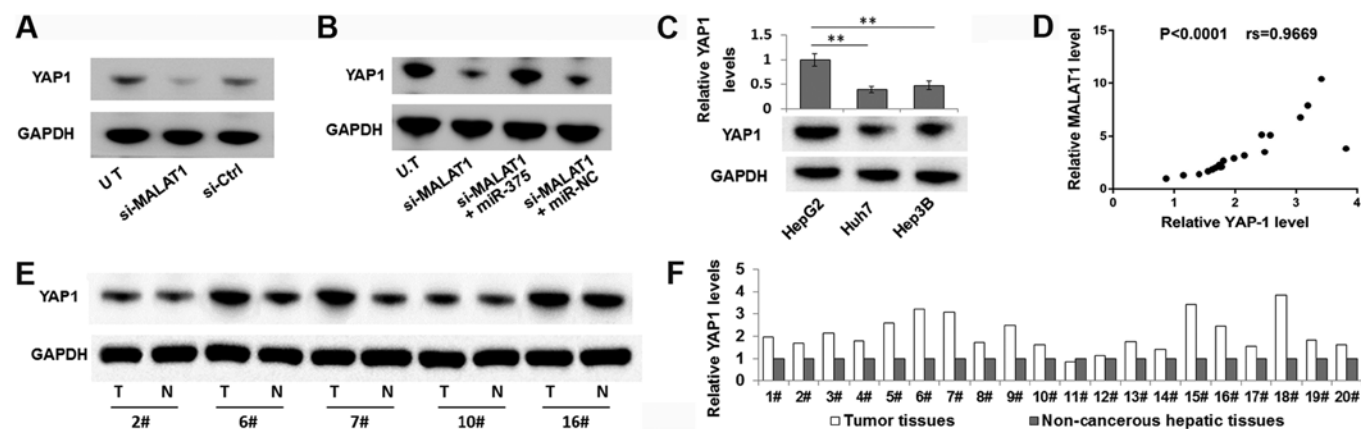 A
YAP1
GAPDH
U T
si-MALAT1
si-Ctrl
B
YAP1
GAPDH
U.T
si-MALAT1
si-MALAT1
+ miR-375
si-MALAT1
+ miR-NC
C
Relative YAP1
levels
1.5
1
0.5
0
**
**
YAP1
GAPDH
HepG2
Huh7
Hep3B
D
P<0.0001 rs=0.9669
Relative MALAT1 level
15
10
5
0
0 1 2 3 4
Relative YAP-1 level
E
YAP1
GAPDH
T N T N T N T N T N
2# 6# 7# 10# 16#
F
Relative YAP1 levels
5
4
3
2
1
0
1# 2# 3# 4# 5# 6# 7# 8# 9# 10# 11# 12# 13# 14# 15# 16# 17# 18# 19# 20#
Tumor tissues Non-cancerous hepatic tissues